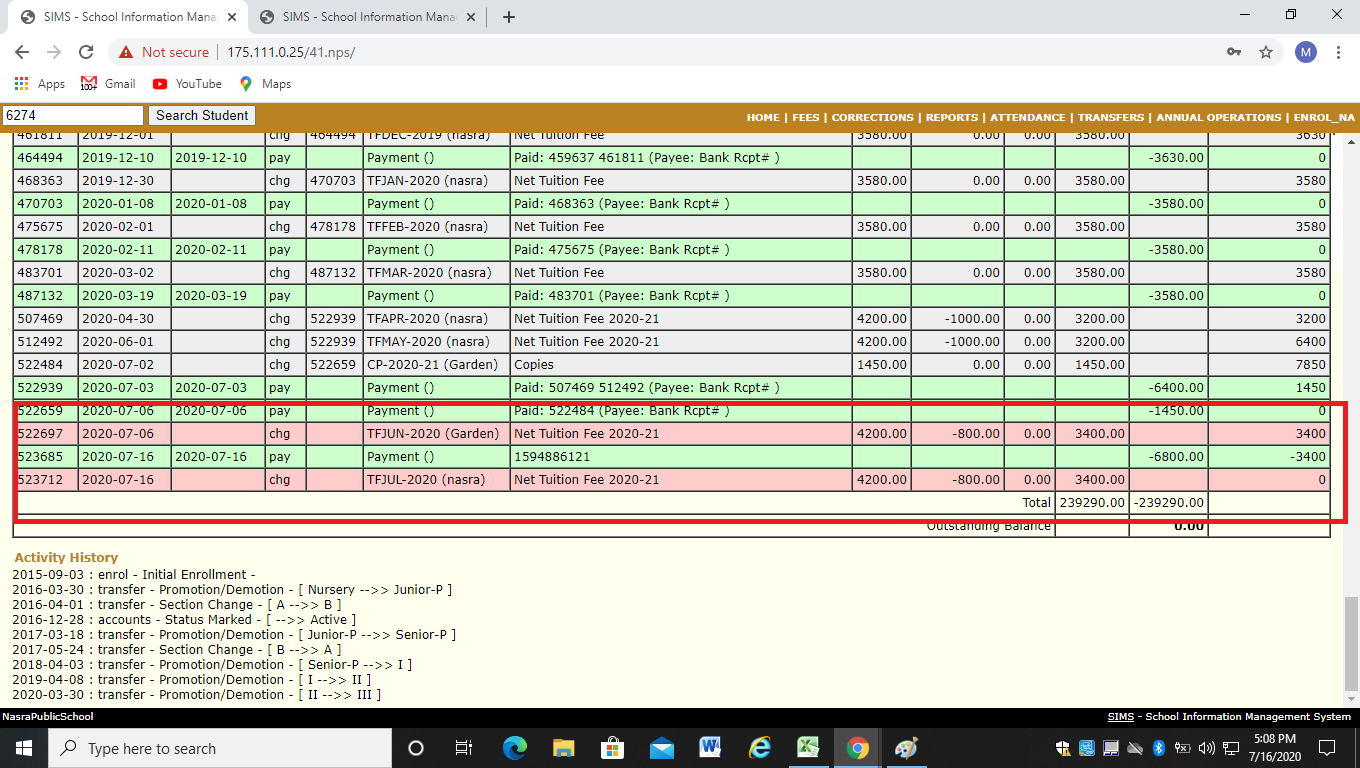 SIMS - School Information Mana
SIMS - School Information Mana
Not secure 175.111.0.25/41.nps/
M
Apps Gmail YouTube Maps
100+
6274 Search Student HOME | FEES | CORRECTIONS | REPORTS | ATTENDANCE | TRANSFERS | ANNUAL OPERATIONS | ENROL_NA
461811 2019-12-01 chg 464494 TFDEC-2019 (nasra) Net Tuition Fee 3580.00 0.00 0.00 3580.00 3630
464494 2019-12-10 2019-12-10 pay Payment () Paid: 459637 461811 (Payee: Bank Rcpt# ) -3630.00 0
468363 2019-12-30 chg 470703 TFJAN-2020 (nasra) Net Tuition Fee 3580.00 0.00 0.00 3580.00 3580
470703 2020-01-08 2020-01-08 pay Payment () Paid: 468363 (Payee: Bank Rcpt# ) -3580.00 0
475675 2020-02-01 chg 478178 TFFEB-2020 (nasra) Net Tuition Fee 3580.00 0.00 0.00 3580.00 3580
478178 2020-02-11 2020-02-11 pay Payment () Paid: 475675 (Payee: Bank Rcpt# ) -3580.00 0
483701 2020-03-02 chg 487132 TFMAR-2020 (nasra) Net Tuition Fee 3580.00 0.00 0.00 3580.00 3580
487132 2020-03-19 2020-03-19 pay Payment () Paid: 483701 (Payee: Bank Rcpt# ) -3580.00 0
507469 2020-04-30 chg 522939 TFAPR-2020 (nasra) Net Tuition Fee 2020-21 4200.00 -1000.00 0.00 3200.00 3200
512492 2020-06-01 chg 522939 TFMAY-2020 (nasra) Net Tuition Fee 2020-21 4200.00 -1000.00 0.00 3200.00 6400
522484 2020-07-02 chg 522659 CP-2020-21 (Garden) Copies 1450.00 0.00 0.00 1450.00 7850
522939 2020-07-03 2020-07-03 pay Payment () Paid: 507469 512492 (Payee: Bank Rcpt# ) -6400.00 1450
522659 2020-07-06 2020-07-06 pay Payment () Paid: 522484 (Payee: Bank Rcpt# ) -1450.00 0
522697 2020-07-06 chg TFJUN-2020 (Garden) Net Tuition Fee 2020-21 4200.00 -800.00 0.00 3400.00 3400
523685 2020-07-16 2020-07-16 pay Payment () 1594886121 -6800.00 -3400
523712 2020-07-16 chg TFJUL-2020 (nasra) Net Tuition Fee 2020-21 4200.00 -800.00 0.00 3400.00 0
Total 239290.00 -239290.00
Outstanding Balance 0.00
Activity History
2015-09-03 : enrol - Initial Enrollment -
2016-03-30 : transfer - Promotion/Demotion - [ Nursery -->> Junior-P ]
2016-04-01 : transfer - Section Change - [ A -->> B ]
2016-12-28 : accounts - Status Marked - [ -->> Active ]
2017-03-18 : transfer - Promotion/Demotion - [ Junior-P -->> Senior-P ]
2017-05-24 : transfer - Section Change - [ B -->> A ]
2018-04-03 : transfer - Promotion/Demotion - [ Senior-P -->> I ]
2019-04-08 : transfer - Promotion/Demotion - [ I -->> II ]
2020-03-30 : transfer - Promotion/Demotion - [ II -->> III ]
NasraPublicSchool SIMS - School Information Management System
Type here to search
5:08 PM
7/16/2020